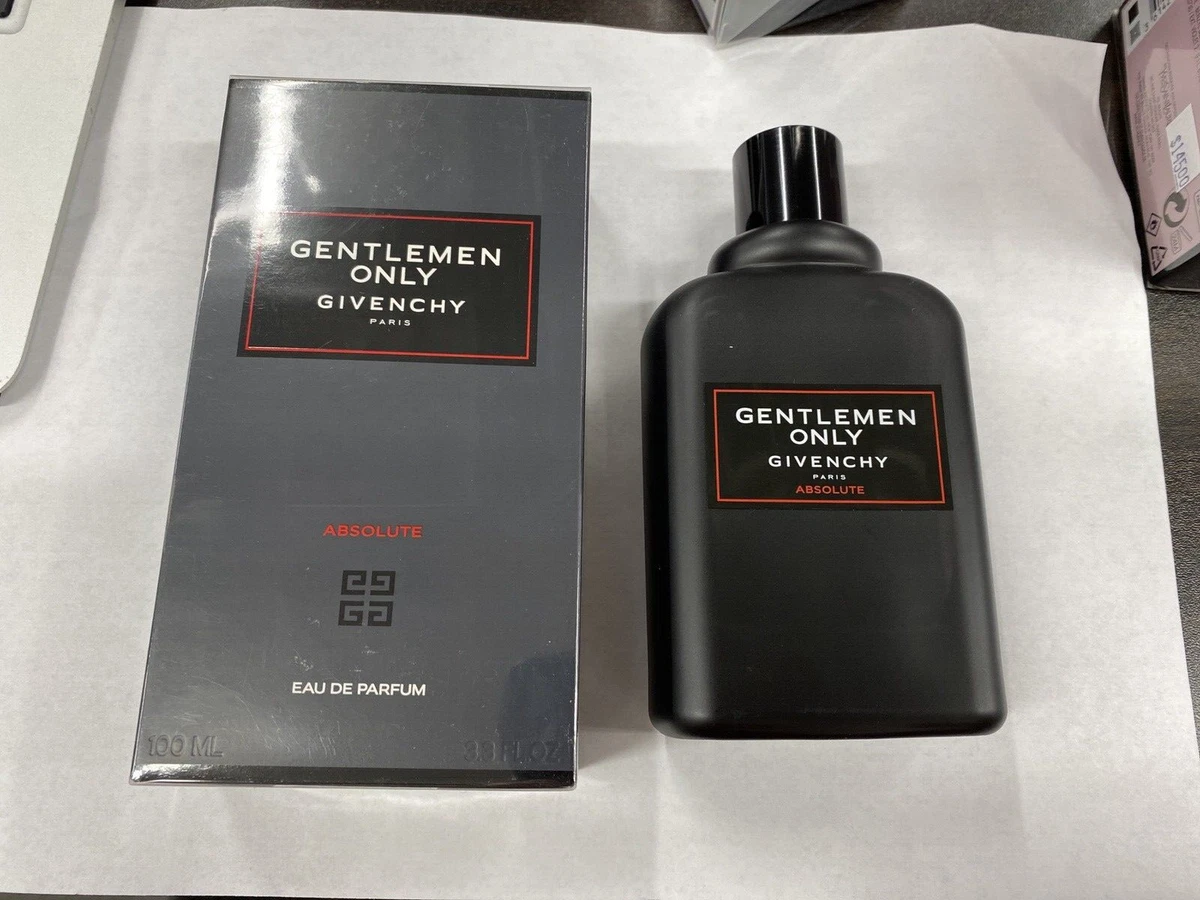 GENTLEMEN
ONLY
GIVENCHY
PARIS
ABSOLUTE
EAU DE PARFUM
100 ML
3.3 FL.OZ
GENTLEMEN
ONLY
GIVENCHY
PARIS
ABSOLUTE
$14500